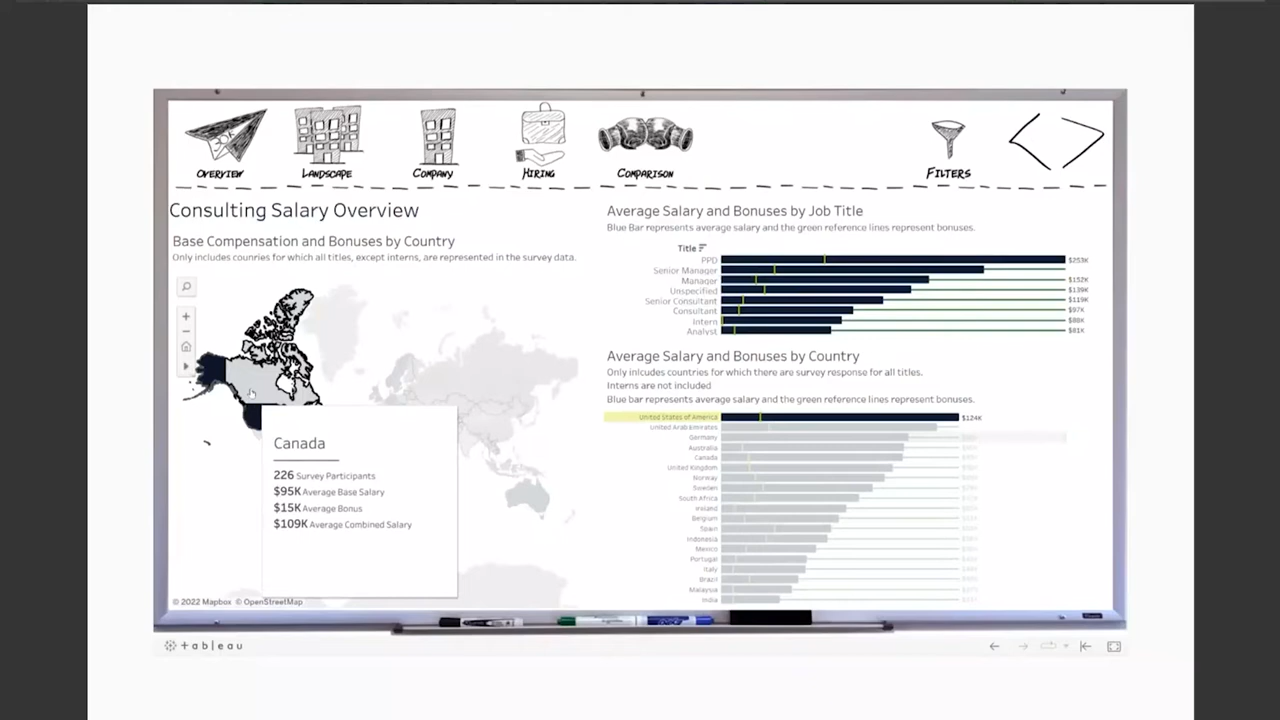 OVERVIEW
LANDSCAPE
COMPANY
HIRING
COMPARISON
FILTERS
Consulting Salary Overview
Base Compensation and Bonuses by Country
Only includes counries for which all titles, except interns, are represented in the survey data.
Canada
226 Survey Participants
$95K Average Base Salary
$15K Average Bonus
$109K Average Combined Salary
© 2022 Mapbox © OpenStreetMap
Average Salary and Bonuses by Job Title
Blue Bar represents average salary and the green reference lines represent bonuses.
Title
PPD $253K
Senior Manager
Manager $152K
Unspecified $139K
Senior Consultant $119K
Consultant $97K
Intern $88K
Analyst $81K
Average Salary and Bonuses by Country
Only inlcudes countries for which there are survey response for all titles.
Interns are not included
Blue bar represents average salary and the green reference lines represent bonuses.
United States of America $124K
United Arab Emirates
Germany
Australia
Canada
United Kingdom
Norway
Sweden
South Africa
Ireland
Belgium
Spain
Indonesia
Mexico
Portugal
Italy
Brazil
Malaysia
India
+ableau